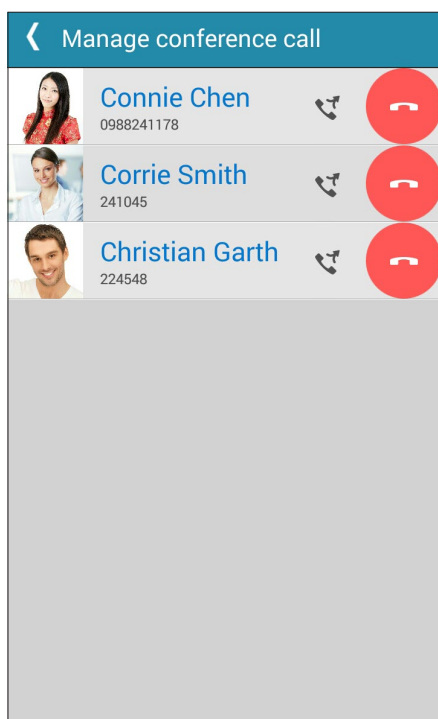 Manage conference call
Connie Chen
0988241178
Corrie Smith
241045
Christian Garth
224548